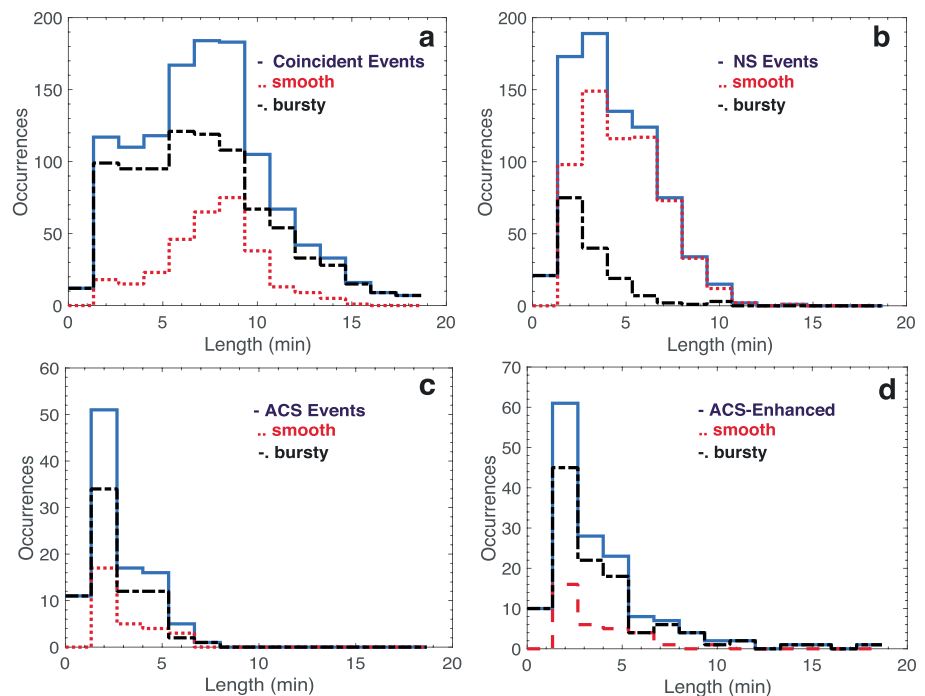 200
150
100
50
0
Occurrences
a
- Coincident Events
.. smooth
-. bursty
0 5 10 15 20
Length (min)
200
150
100
50
0
Occurrences
b
- NS Events
.. smooth
-. bursty
0 5 10 15 20
Length (min)
60
50
40
30
20
10
0
Occurrences
c
- ACS Events
.. smooth
-. bursty
0 5 10 15 20
Length (min)
70
60
50
40
30
20
10
0
Occurrences
d
- ACS-Enhanced
.. smooth
-. bursty
0 5 10 15 20
Length (min)